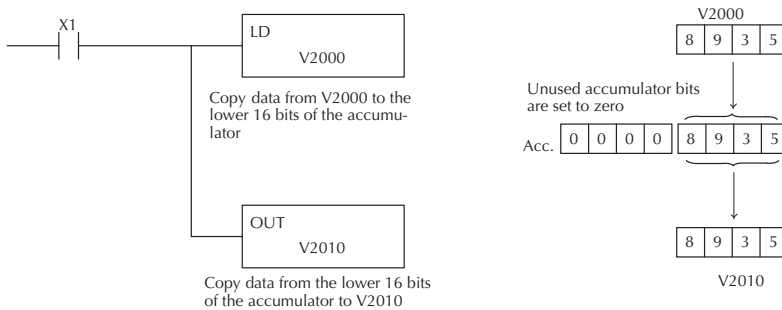 X1
LD
V2000
Copy data from V2000 to the
lower 16 bits of the accumu-
lator
OUT
V2010
Copy data from the lower 16 bits
of the accumulator to V2010
V2000
8 9 3 5
Unused accumulator bits
are set to zero
Acc. 0 0 0 0 8 9 3 5
8 9 3 5
V2010